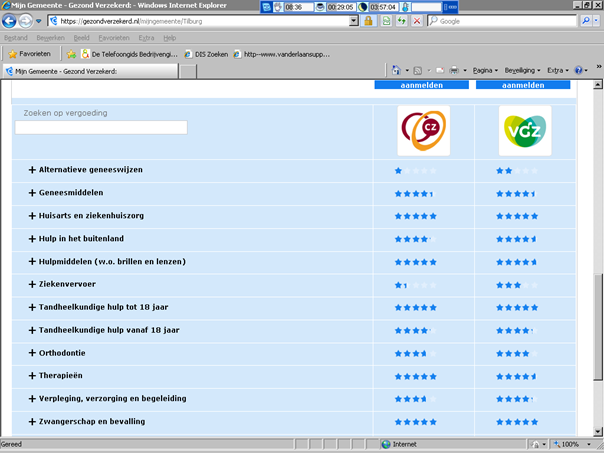 Mijn Gemeente - Gezond Verzekerd: - Windows Internet Explorer
08:36 00:29:05 03:57:04
https://gezondverzekerd.nl/mijngemeente/Tilburg
Google
Bestand Bewerken Beeld Favorieten Extra Help
Favorieten De Telefoongids Bedrijvengi... DIS Zoeken http--www.vanderlaansupp...
Mijn Gemeente - Gezond Verzekerd: Pagina Beveiliging Extra
aanmelden aanmelden
Zoeken op vergoeding
CZ vgz
+ Alternatieve geneeswijzen
+ Geneesmiddelen
+ Huisarts en ziekenhuiszorg
+ Hulp in het buitenland
+ Hulpmiddelen (w.o. brillen en lenzen)
+ Ziekenvervoer
+ Tandheelkundige hulp tot 18 jaar
+ Tandheelkundige hulp vanaf 18 jaar
+ Orthodontie
+ Therapieën
+ Verpleging, verzorging en begeleiding
+ Zwangerschap en bevalling
Gereed Internet 100%